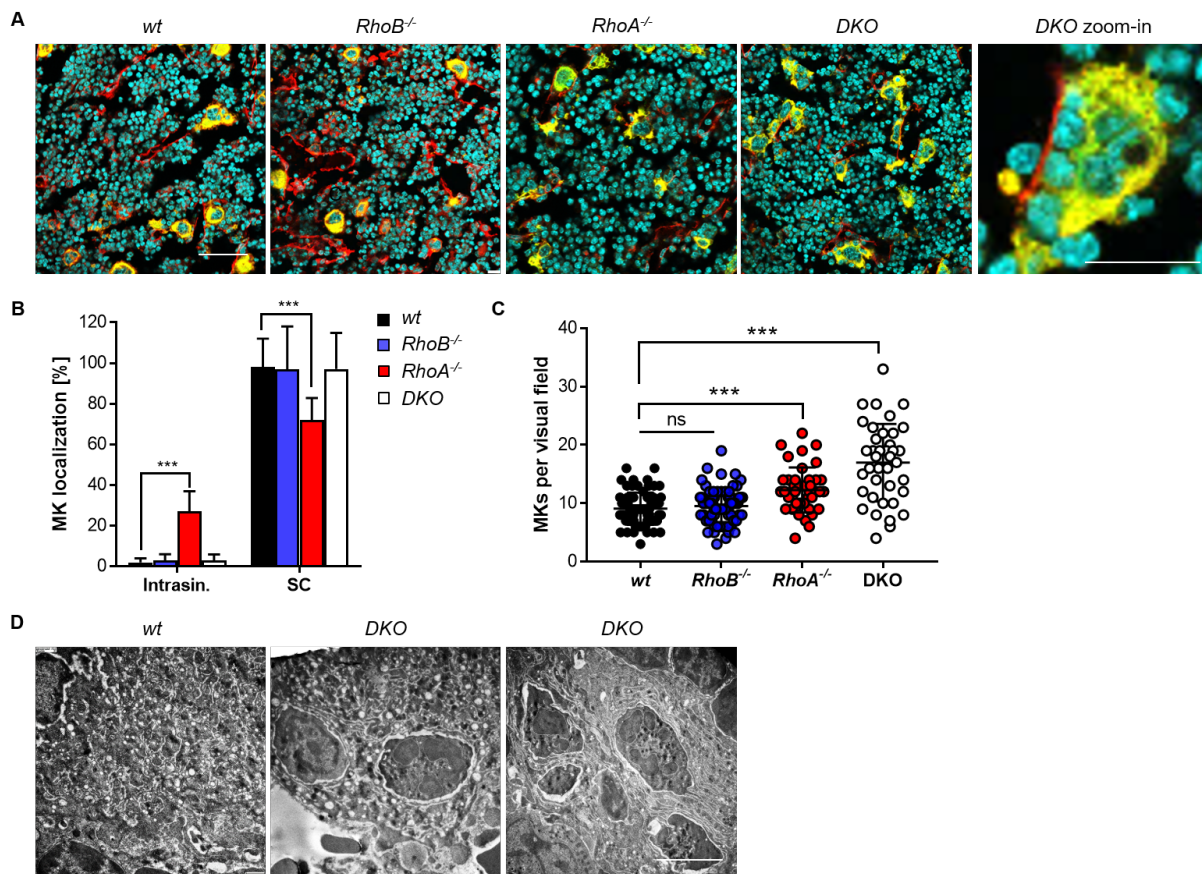 A
wt
RhoB-/-
RhoA-/-
DKO
DKO zoom-in
B
MK localization [%]
120
100
80
60
40
20
0
***
***
Intrasin.
SC
wt
RhoB-/-
RhoA-/-
DKO
C
MKs per visual field
40
30
20
10
0
***
***
ns
wt
RhoB-/-
RhoA-/-
DKO
D
wt
DKO
DKO